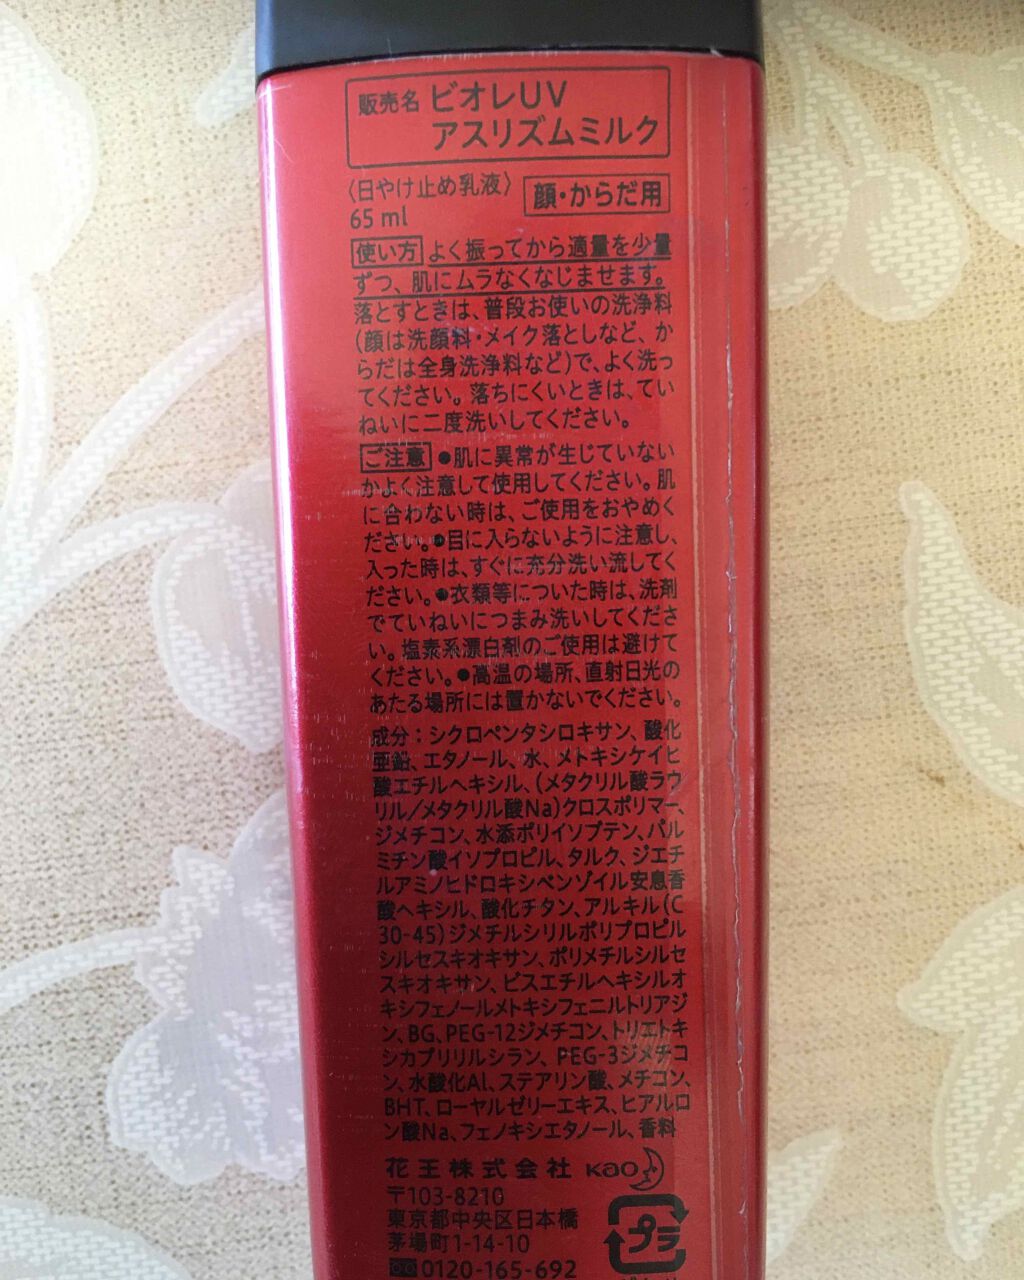 販売名 ビオレUV
アスリズムミルク
〈日やけ止め乳液〉 顔・からだ用
65 ml
使い方 よく振ってから適量を少量
ずつ、肌にムラなくなじませます。
落とすときは、普段お使いの洗浄料
(顔は洗顔料・メイク落としなど、か
らだは全身洗浄料など)で、よく洗っ
てください。落ちにくいときは、てい
ねいに二度洗いしてください。
ご注意 ●肌に異常が生じていない
かよく注意して使用してください。肌
に合わない時は、ご使用をおやめく
ださい。●目に入らないように注意し、
入った時は、すぐに充分洗い流してく
ださい。●衣類等についた時は、洗剤
でていねいにつまみ洗いしてくださ
い。塩素系漂白剤のご使用は避けて
ください。●高温の場所、直射日光の
あたる場所には置かないでください。
成分：シクロペンタシロキサン、酸化
亜鉛、エタノール、水、メトキシケイヒ
酸エチルヘキシル、(メタクリル酸ラウ
リル/メタクリル酸Na)クロスポリマー、
ジメチコン、水添ポリイソブテン、パル
ミチン酸イソプロピル、タルク、ジエチ
ルアミノヒドロキシベンゾイル安息香
酸ヘキシル、酸化チタン、アルキル(C
30-45)ジメチルシリルポリプロピル
シルセスキオキサン、ポリメチルシルセ
スキオキサン、ビスエチルヘキシルオ
キシフェノールメトキシフェニルトリアジ
ン、BG、PEG-12ジメチコン、トリエトキ
シカプリリルシラン、PEG-3ジメチコ
ン、水酸化Al、ステアリン酸、メチコン、
BHT、ローヤルゼリーエキス、ヒアルロ
ン酸Na、フェノキシエタノール、香料
花王株式会社 kao
〒103-8210
東京都中央区日本橋
茅場町1-14-10
0120-165-692
プラ